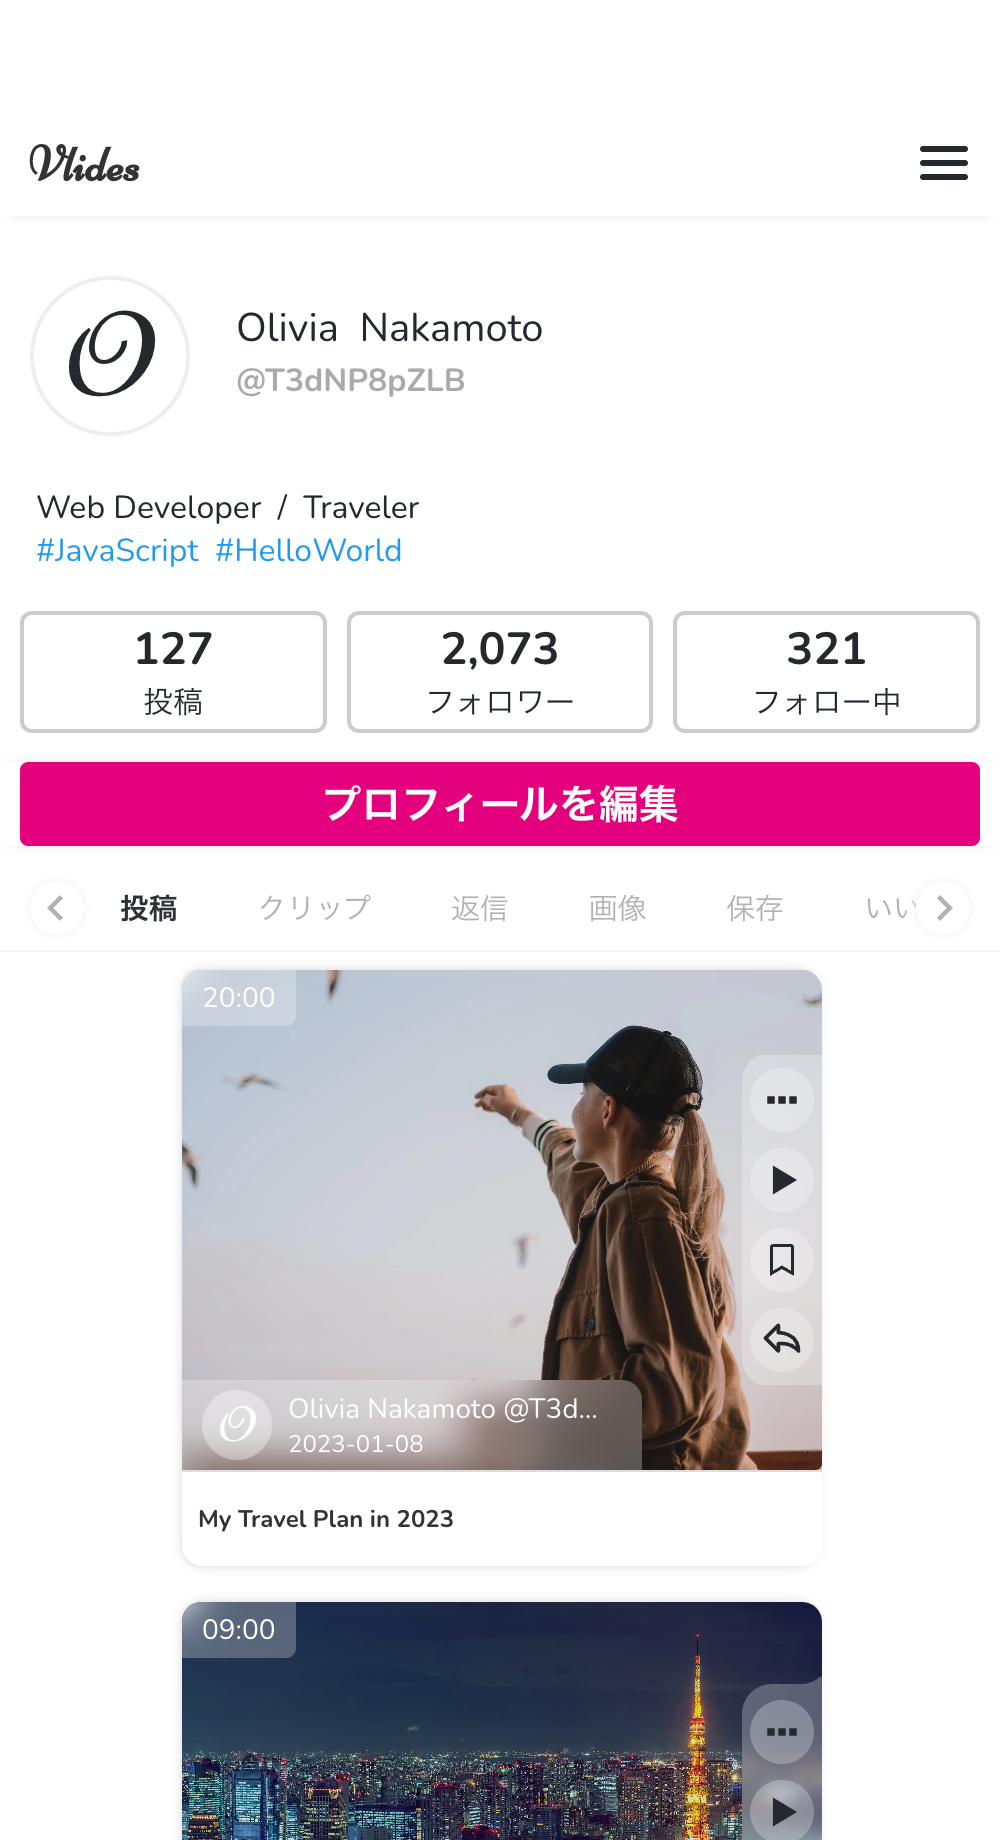 Vlides
O
Olivia Nakamoto
@T3dNP8pZLB
Web Developer / Traveler
#JavaScript #HelloWorld
127
投稿
2,073
フォロワー
321
フォロー中
プロフィールを編集
投稿 クリップ 返信 画像 保存 いい
20:00
O
Olivia Nakamoto @T3d...
2023-01-08
My Travel Plan in 2023
09:00